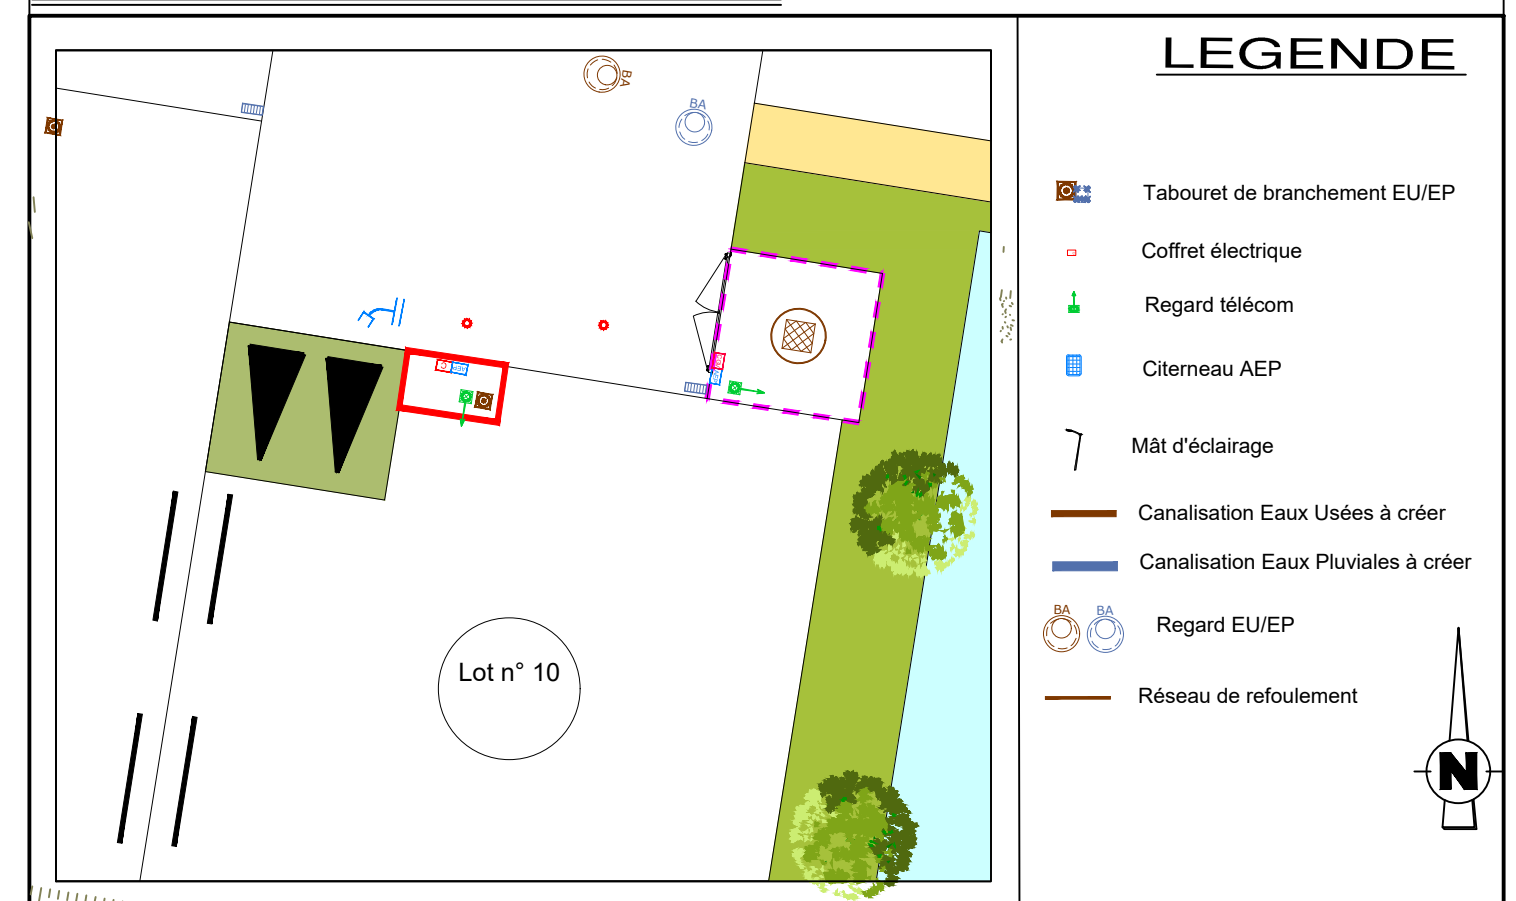 LEGENDE
BA
BA
Tabouret de branchement EU/EP
Coffret électrique
Regard télécom
Citerneau AEP
C
AEP
Mât d'éclairage
Canalisation Eaux Usées à créer
Canalisation Eaux Pluviales à créer
BA BA
Regard EU/EP
Lot n° 10
Réseau de refoulement
N